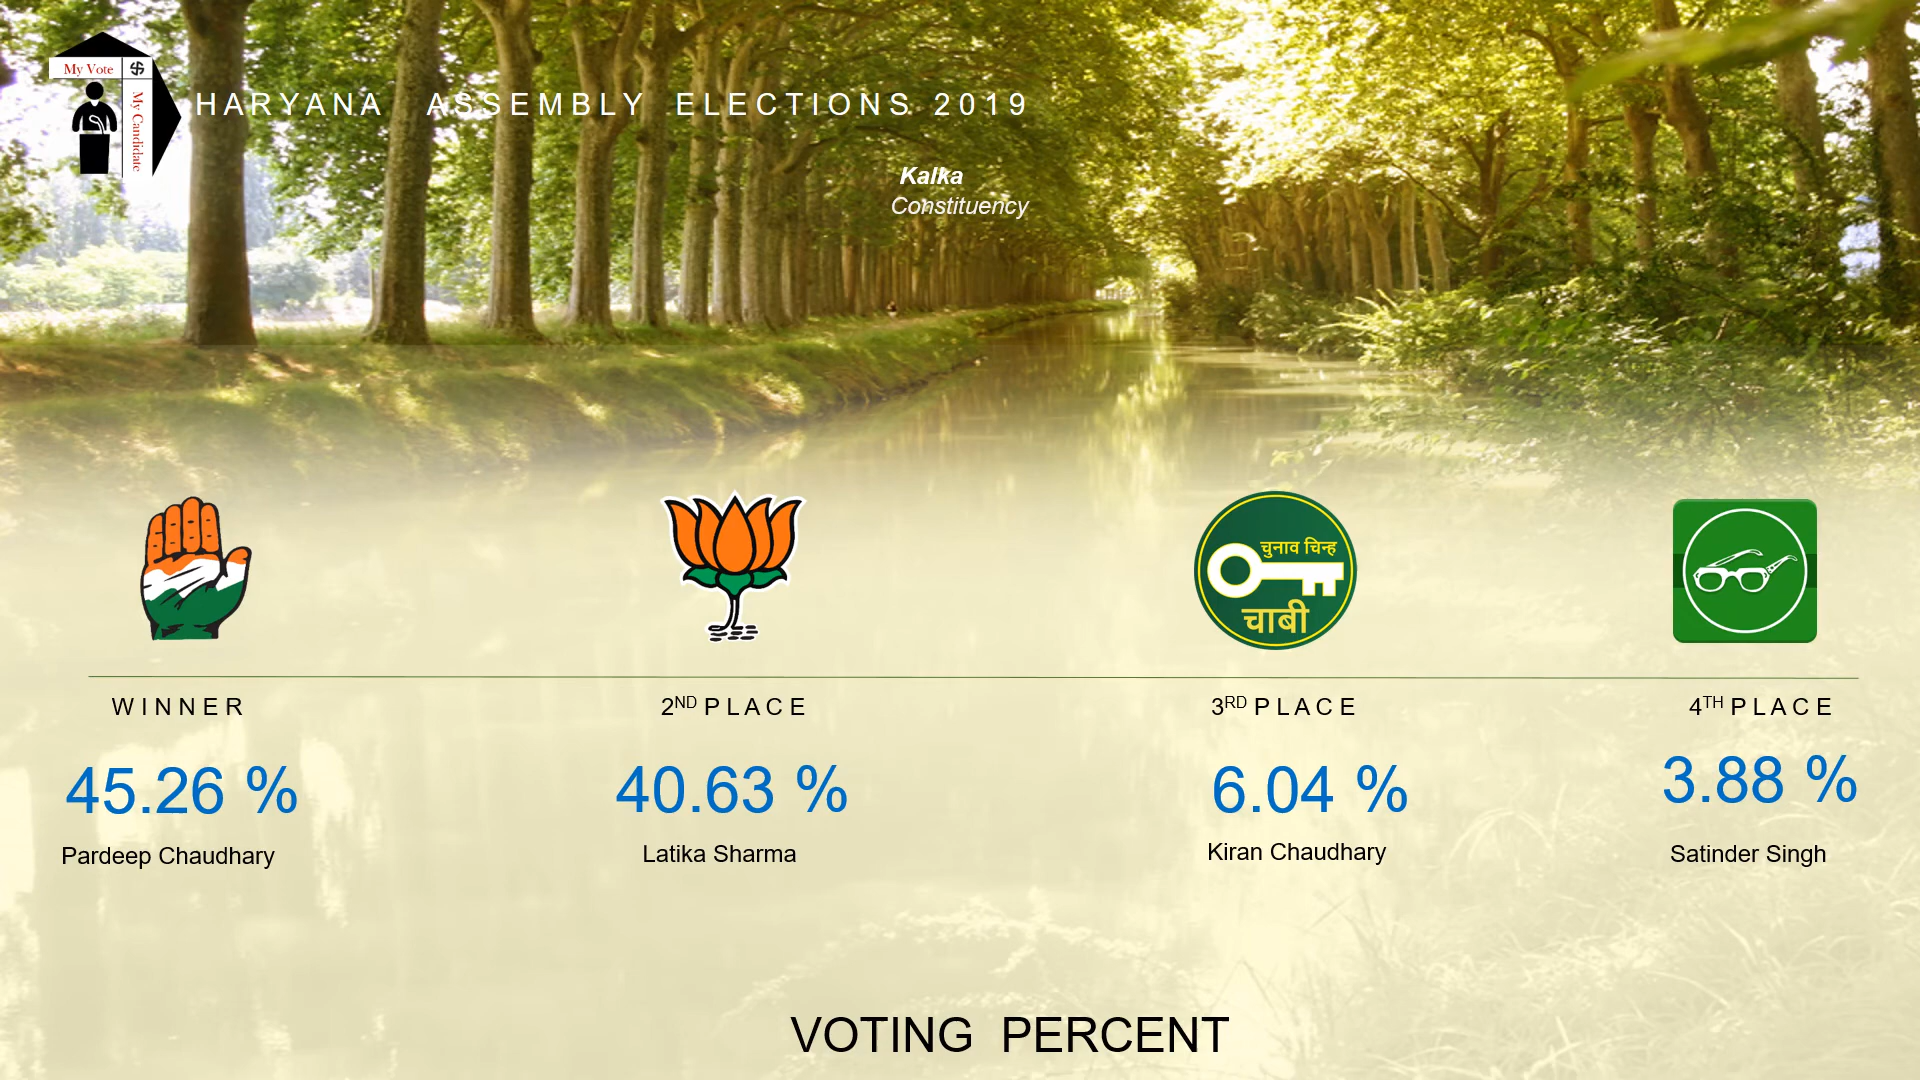 My Vote
My Candidate
HARYANA ASSEMBLY ELECTIONS 2019
Kalka
Constituency
चुनाव चिन्ह
चाबी
WINNER
2ND PLACE
3RD PLACE
4TH PLACE
45.26 %
40.63 %
6.04 %
3.88 %
Pardeep Chaudhary
Latika Sharma
Kiran Chaudhary
Satinder Singh
VOTING PERCENT